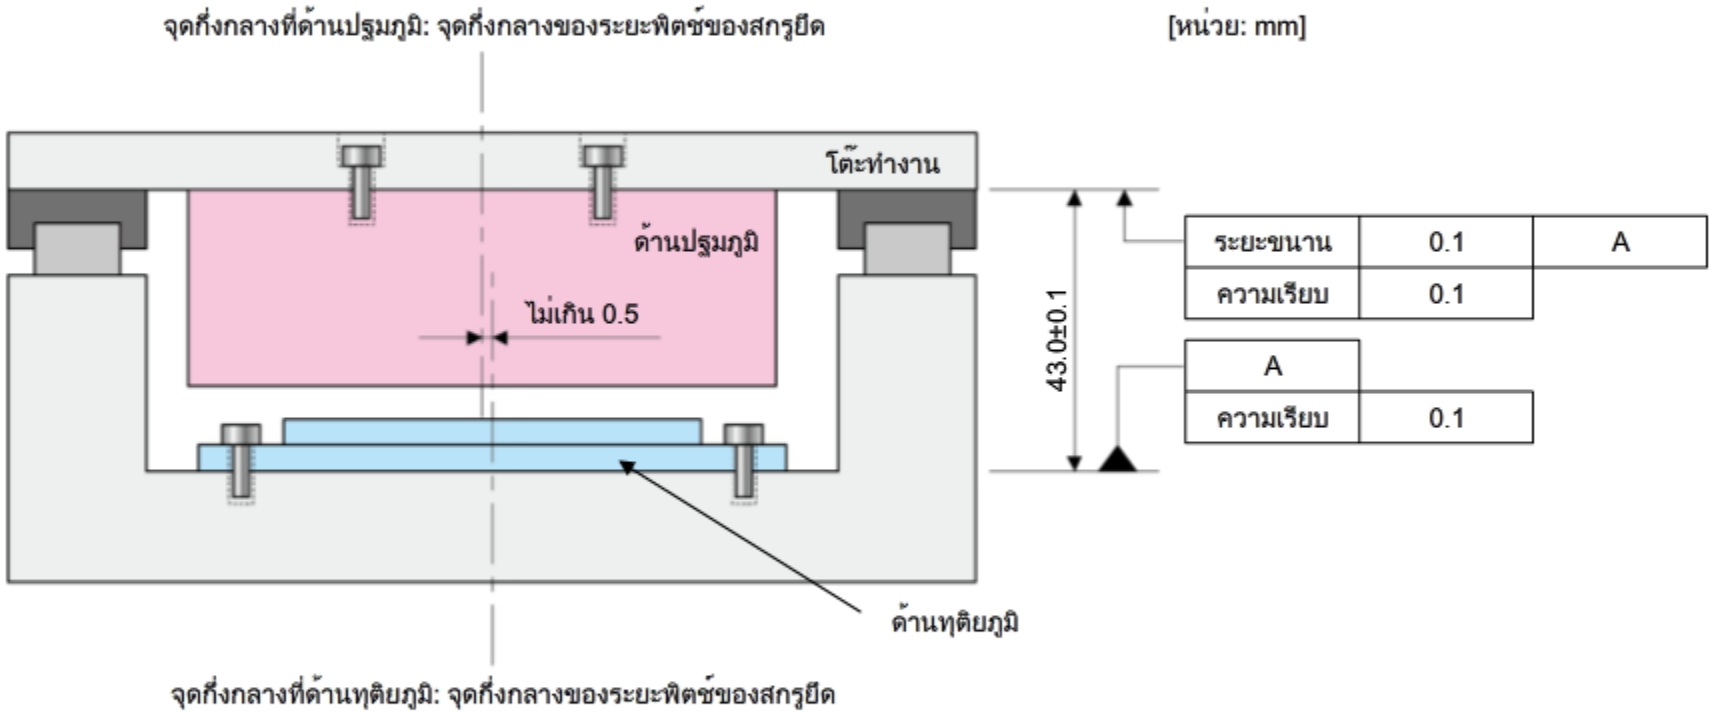 จุดกึ่งกลางที่ด้านปฐมภูมิ: จุดกึ่งกลางของระยะพิตช์ของสกรูยึด
[หน่วย: mm]
โต๊ะทำงาน
ด้านปฐมภูมิ
ไม่เกิน 0.5
43.0±0.1
ระยะขนาน 0.1 A
ความเรียบ 0.1
A
ความเรียบ 0.1
ด้านทุติยภูมิ
จุดกึ่งกลางที่ด้านทุติยภูมิ: จุดกึ่งกลางของระยะพิตช์ของสกรูยึด